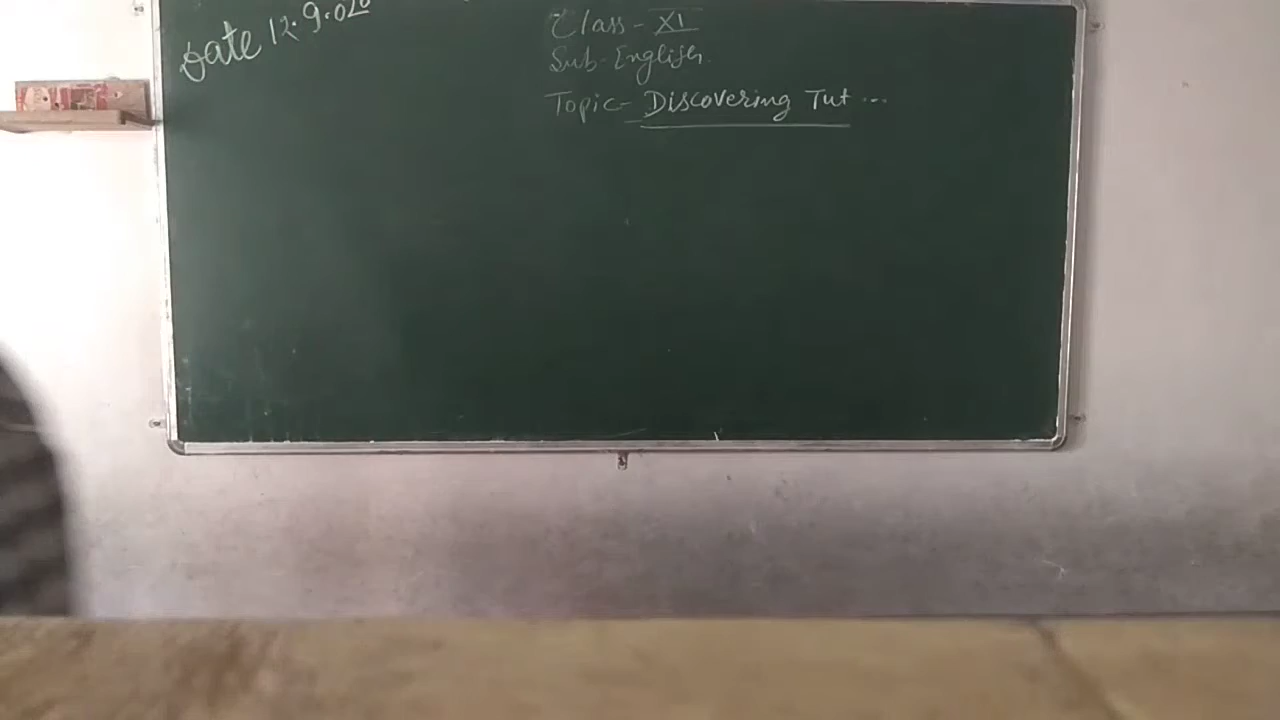 Date 12.9.020
Class - XI
Sub - English.
Topic - Discovering Tut ...